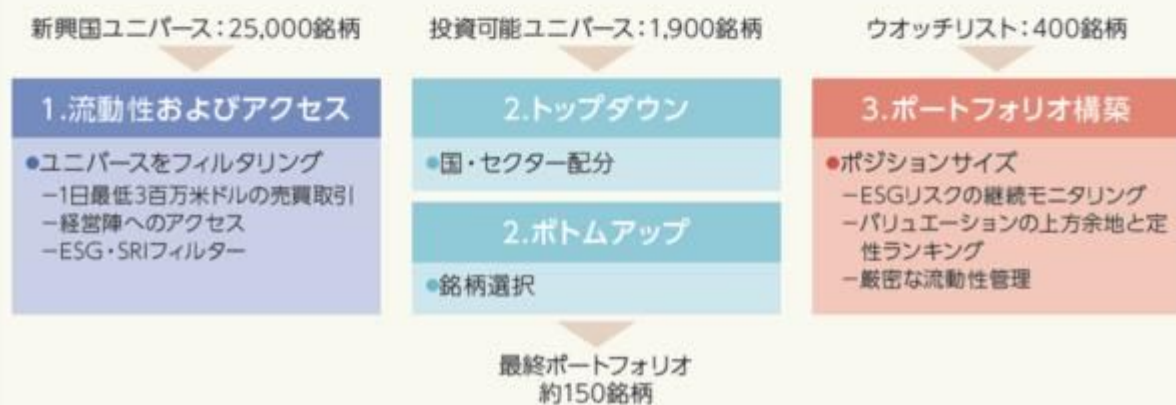 新興国ユニバース：25,000銘柄
1.流動性およびアクセス
●ユニバースをフィルタリング
－1日最低3百万米ドルの売買取引
－経営陣へのアクセス
－ESG・SRIフィルター
投資可能ユニバース：1,900銘柄
2.トップダウン
●国・セクター配分
2.ボトムアップ
●銘柄選択
最終ポートフォリオ
約150銘柄
ウオッチリスト：400銘柄
3.ポートフォリオ構築
●ポジションサイズ
－ESGリスクの継続モニタリング
－バリュエーションの上方余地と定
性ランキング
－厳密な流動性管理